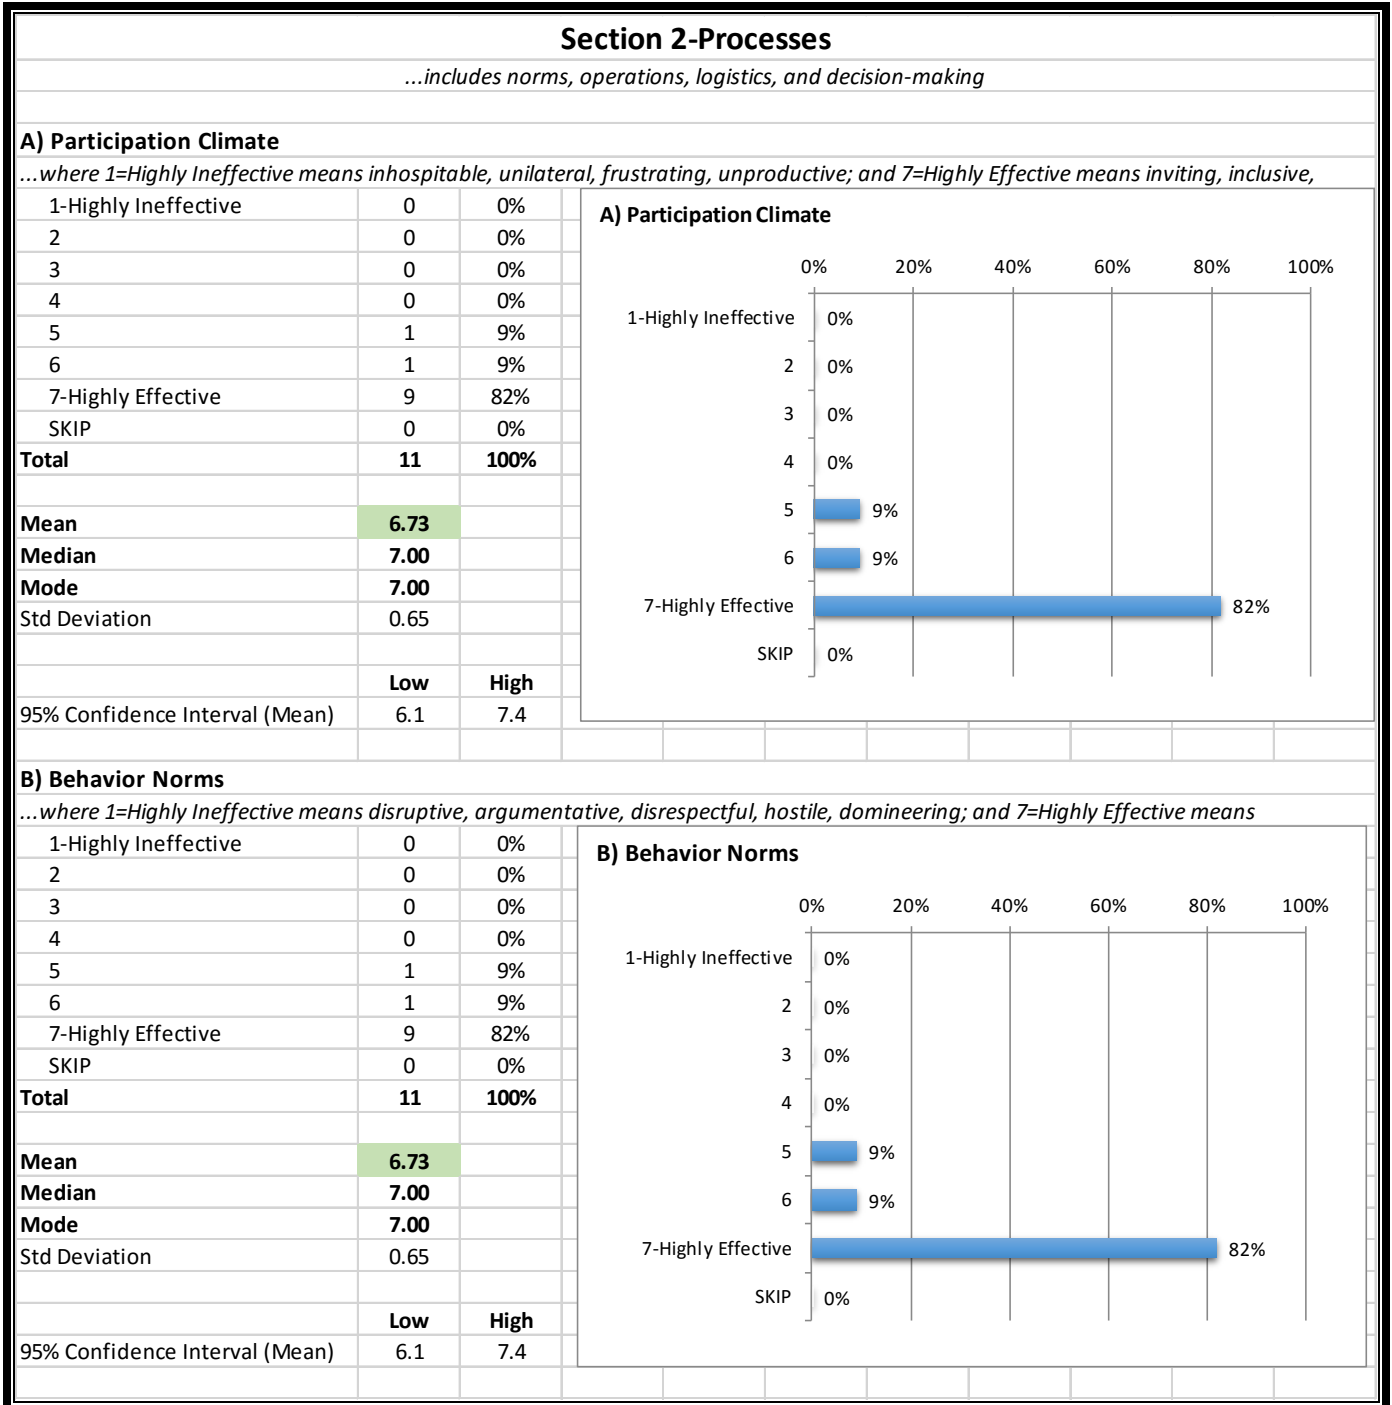 Section 2-Processes
...includes norms, operations, logistics, and decision-making
A) Participation Climate
...where 1=Highly Ineffective means inhospitable, unilateral, frustrating, unproductive; and 7=Highly Effective means inviting, inclusive,
1-Highly Ineffective 0 0%
2 0 0%
3 0 0%
4 0 0%
5 1 9%
6 1 9%
7-Highly Effective 9 82%
SKIP 0 0%
Total 11 100%
Mean 6.73
Median 7.00
Mode 7.00
Std Deviation 0.65
Low High
95% Confidence Interval (Mean) 6.1 7.4
A) Participation Climate
0% 20% 40% 60% 80% 100%
1-Highly Ineffective 0%
2 0%
3 0%
4 0%
5 9%
6 9%
7-Highly Effective 82%
SKIP 0%
B) Behavior Norms
...where 1=Highly Ineffective means disruptive, argumentative, disrespectful, hostile, domineering; and 7=Highly Effective means
1-Highly Ineffective 0 0%
2 0 0%
3 0 0%
4 0 0%
5 1 9%
6 1 9%
7-Highly Effective 9 82%
SKIP 0 0%
Total 11 100%
Mean 6.73
Median 7.00
Mode 7.00
Std Deviation 0.65
Low High
95% Confidence Interval (Mean) 6.1 7.4
B) Behavior Norms
0% 20% 40% 60% 80% 100%
1-Highly Ineffective 0%
2 0%
3 0%
4 0%
5 9%
6 9%
7-Highly Effective 82%
SKIP 0%